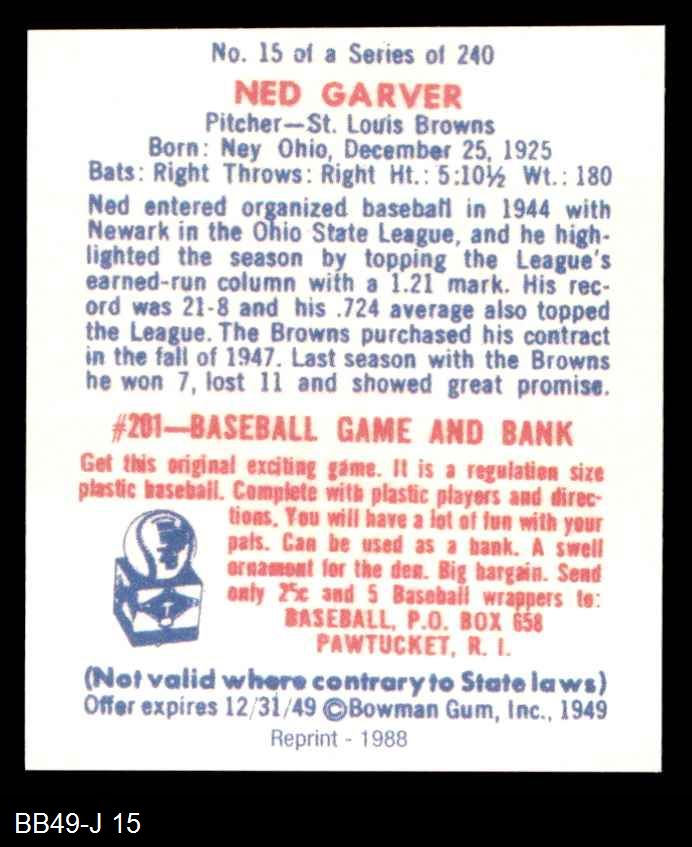 No. 15 of a Series of 240
NED GARVER
Pitcher—St. Louis Browns
Born: Ney Ohio, December 25, 1925
Bats: Right Throws: Right Ht.: 5:10½ Wt.: 180
Ned entered organized baseball in 1944 with
Newark in the Ohio State League, and he high-
lighted the season by topping the League's
earned-run column with a 1.21 mark. His rec-
ord was 21-8 and his .724 average also topped
the League. The Browns purchased his contract
in the fall of 1947. Last season with the Browns
he won 7, lost 11 and showed great promise.
#201—BASEBALL GAME AND BANK
Get this original exciting game. It is a regulation size
plastic baseball. Complete with plastic players and direc-
tions. You will have a lot of fun with your
pals. Can be used as a bank. A swell
ornament for the den. Big bargain. Send
only 25c and 5 Baseball wrappers to:
BASEBALL, P.O. BOX 658
PAWTUCKET, R. I.
(Not valid where contrary to State laws)
Offer expires 12/31/49 ©Bowman Gum, Inc., 1949
Reprint - 1988
BB49-J 15